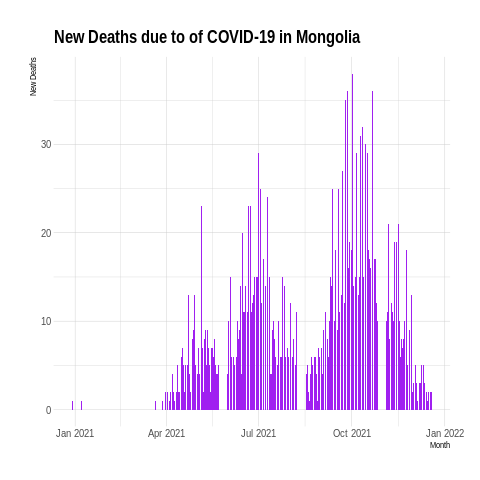 New Deaths due to of COVID-19 in Mongolia
New Deaths
30
20
10
0
Jan 2021
Apr 2021
Jul 2021
Oct 2021
Jan 2022
Month